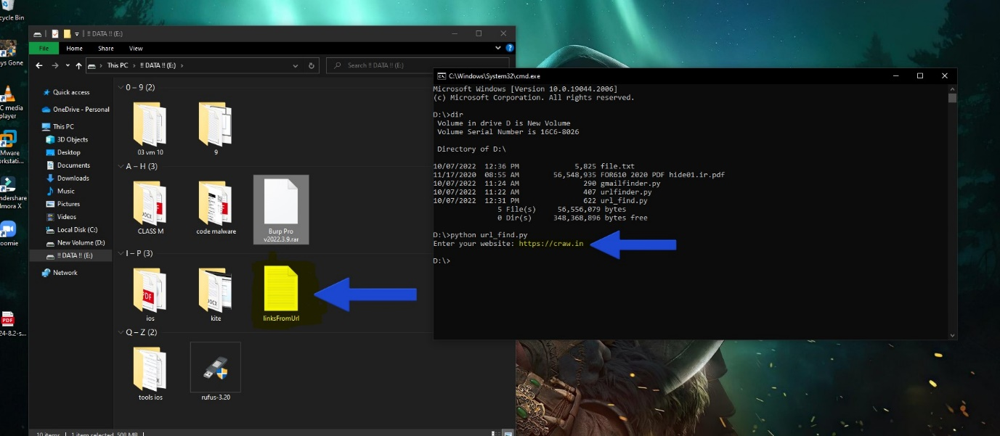 cycle Bin
ys Gone
C media
player
Mware
rkstati...
ndershare
lmora X
oomie
24-8.2-s...
!! DATA !! (E:)
File Home Share View
This PC › !! DATA !! (E:) ›
Search !! DATA !! (E:)
Quick access
OneDrive - Personal
This PC
3D Objects
Desktop
Documents
Downloads
Music
Pictures
Videos
Local Disk (C:)
New Volume (D:)
!! DATA !! (E:)
Network
0 – 9 (2)
03 vm 10
9
A – H (3)
CLASS M
code malware
Burp Pro
v2022.3.9.rar
I – P (3)
ios
kite
linksFromUrl
Q – Z (2)
tools ios
rufus-3.20
10 items 1 item selected 508 MB
C:\Windows\System32\cmd.exe
Microsoft Windows [Version 10.0.19044.2006]
(c) Microsoft Corporation. All rights reserved.
D:\>dir
Volume in drive D is New Volume
Volume Serial Number is 16C6-8026
Directory of D:\
10/07/2022 12:36 PM 5,825 file.txt
11/17/2020 08:55 AM 56,548,935 FOR610 2020 PDF hide01.ir.pdf
10/07/2022 11:24 AM 290 gmailfinder.py
10/07/2022 11:22 AM 407 urlfinder.py
10/07/2022 12:31 PM 622 url_find.py
5 File(s) 56,556,079 bytes
0 Dir(s) 348,368,896 bytes free
D:\>python url_find.py
Enter your website: https://craw.in
D:\>